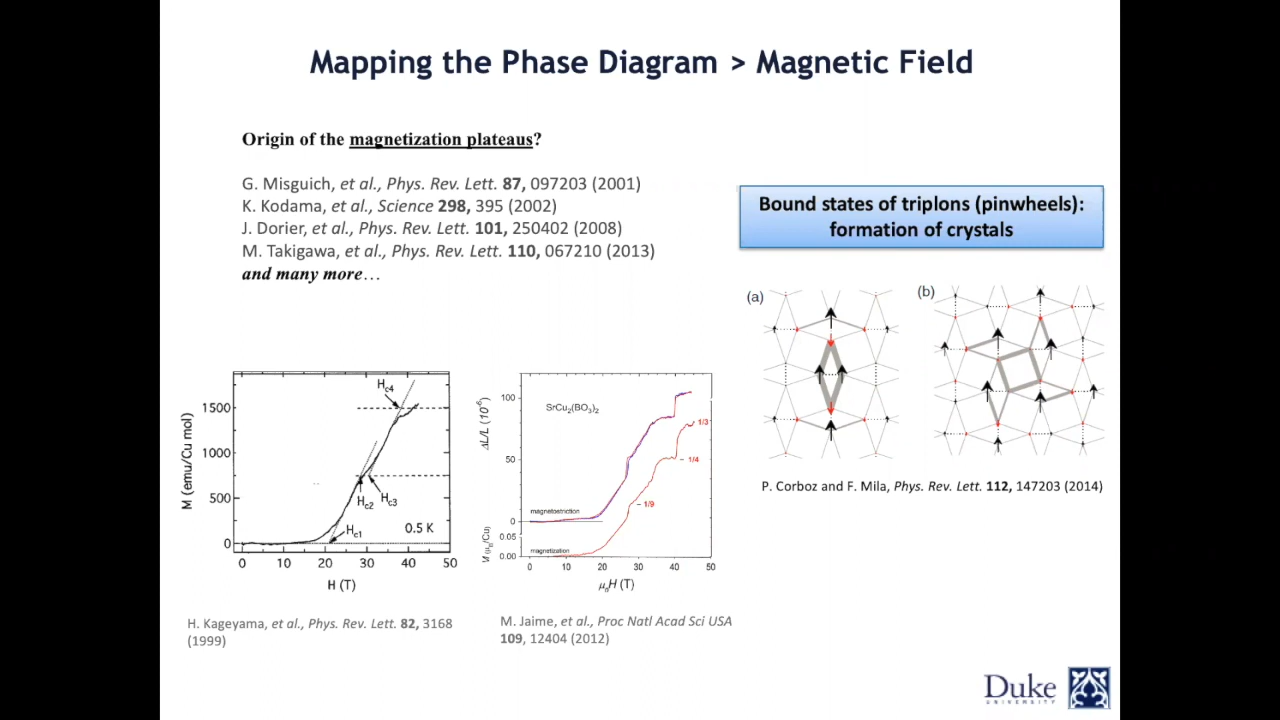 Mapping the Phase Diagram > Magnetic Field
Origin of the magnetization plateaus?
G. Misguich, et al., Phys. Rev. Lett. 87, 097203 (2001)
K. Kodama, et al., Science 298, 395 (2002)
J. Dorier, et al., Phys. Rev. Lett. 101, 250402 (2008)
M. Takigawa, et al., Phys. Rev. Lett. 110, 067210 (2013)
and many more…
Bound states of triplons (pinwheels):
formation of crystals
(a)
(b)
P. Corboz and F. Mila, Phys. Rev. Lett. 112, 147203 (2014)
M (emu/Cu mol)
1500
1000
500
0
Hc4
Hc2
Hc3
Hc1
0.5 K
0 10 20 30 40 50
H (T)
H. Kageyama, et al., Phys. Rev. Lett. 82, 3168
(1999)
ΔL/L (10⁻⁶)
100
50
0
SrCu₂(BO₃)₂
1/3
1/4
1/9
magnetostriction
0.05
0.00
magnetization
0 10 20 30 40 50
μ₀H (T)
M. Jaime, et al., Proc Natl Acad Sci USA
109, 12404 (2012)
Duke
UNIVERSITY